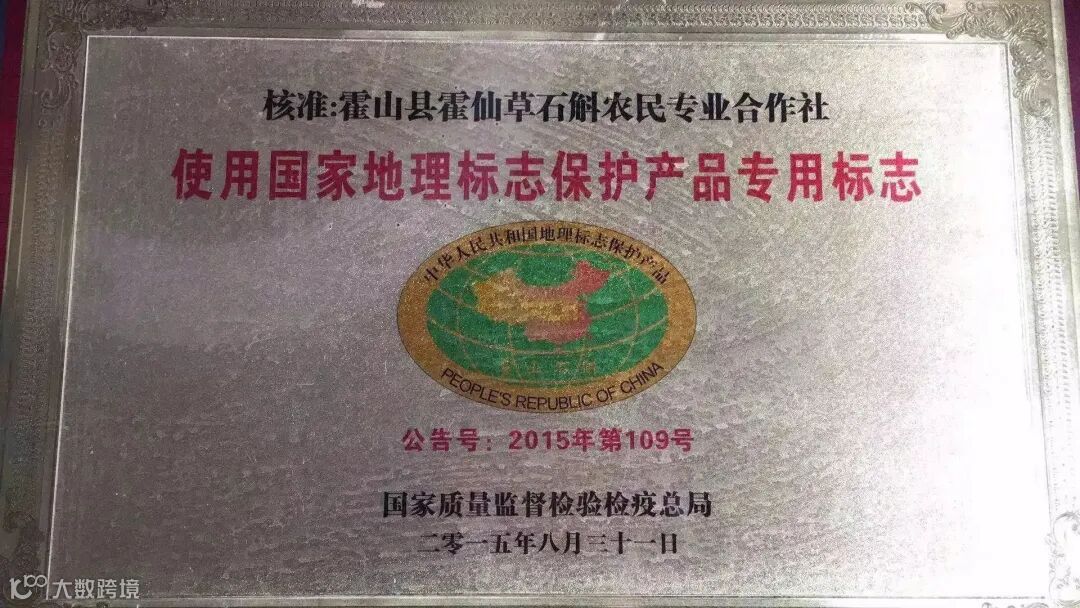 核准:霍山县霍仙草石斛农民专业合作社
使用国家地理标志保护产品专用标志
中华人民共和国地理标志保护产品
PEOPLE'S REPUBLIC OF CHINA
公告号：2015年第109号
国家质量监督检验检疫总局
二零一五年八月三十一日
大数跨境